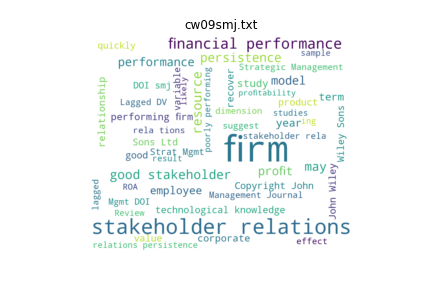 cw09smj.txt
quickly
financial performance
sample
performance
persistence
Strategic Management
relationship
DOI smj
variable
likely
resource
poorly performing
recover
study
model
profitability
Lagged DV
dimension
product
term
performing firm
studies
year
ing
rela tions
suggest
stakeholder rela
Sons Ltd
firm
Wiley Sons
good
Strat Mgmt
result
may
profit
good stakeholder
lagged
ROA
employee
Copyright John
Management Journal
John Wiley
Mgmt DOI
Review
technological knowledge
stakeholder relations
value
corporate
effect
relations persistence